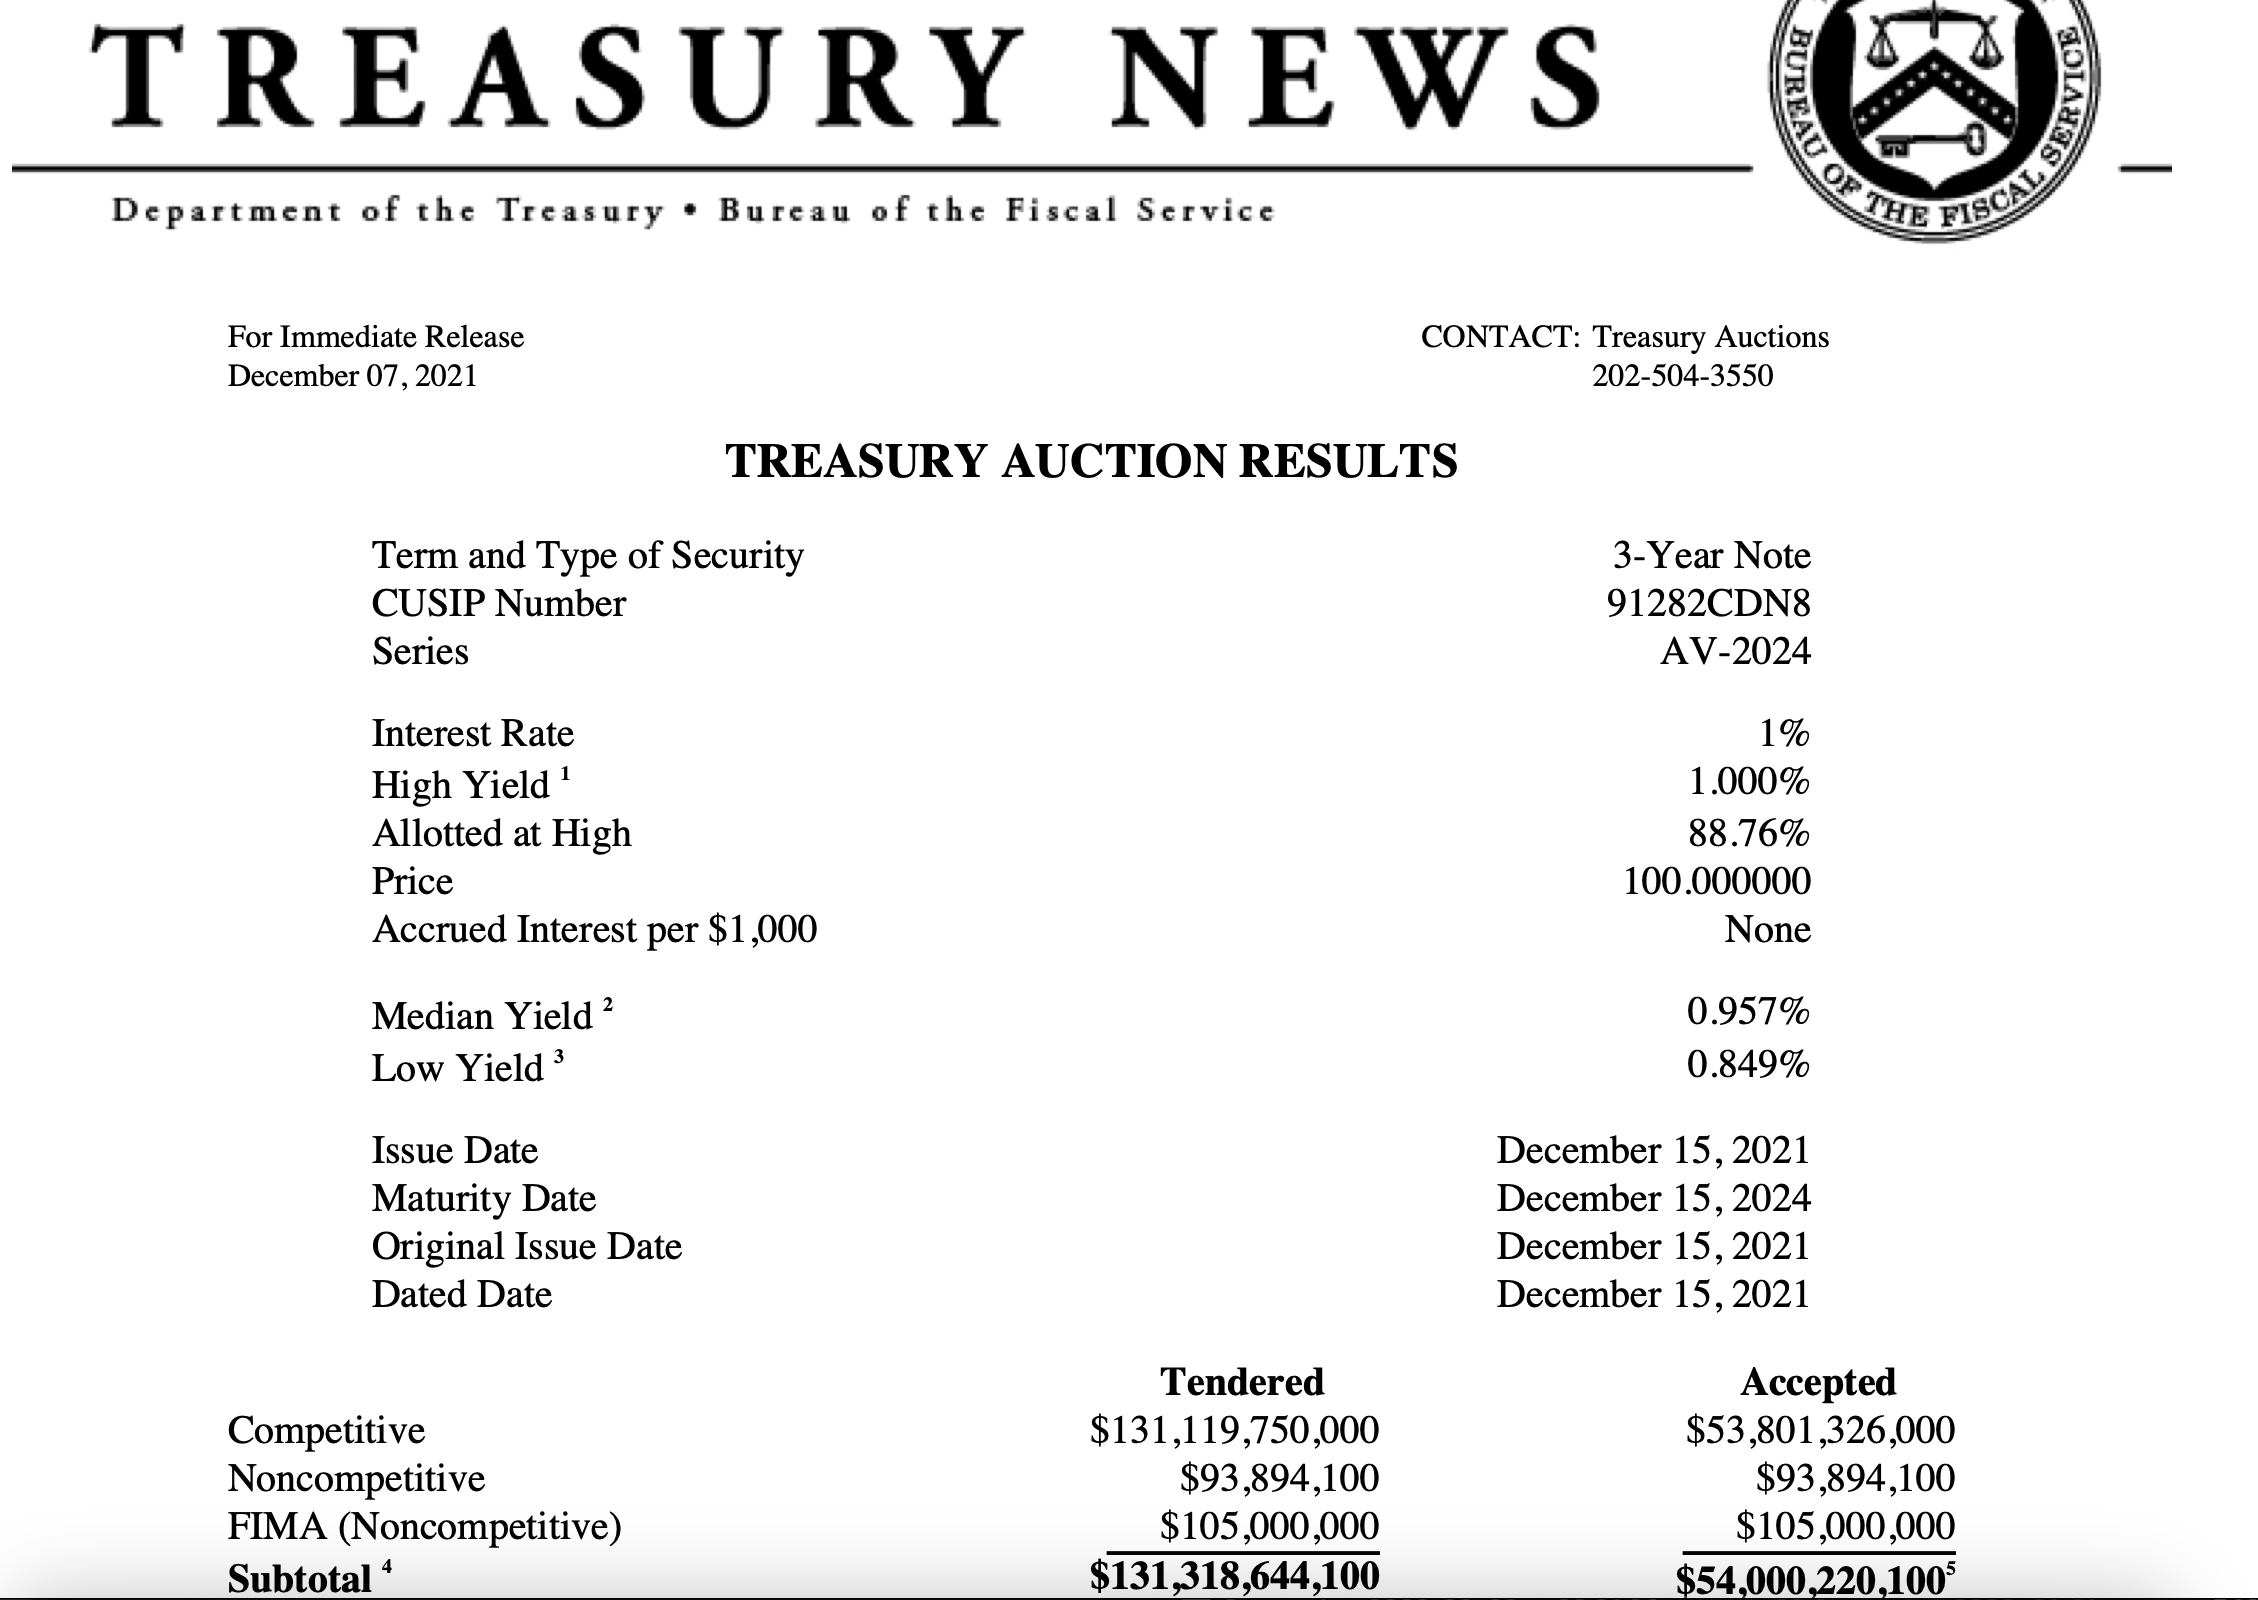 TREASURY NEWS
BUREAU OF THE FISCAL SERVICE
Department of the Treasury • Bureau of the Fiscal Service
For Immediate Release CONTACT: Treasury Auctions
December 07, 2021 202-504-3550
TREASURY AUCTION RESULTS
Term and Type of Security 3-Year Note
CUSIP Number 91282CDN8
Series AV-2024
Interest Rate 1%
High Yield ¹ 1.000%
Allotted at High 88.76%
Price 100.000000
Accrued Interest per $1,000 None
Median Yield ² 0.957%
Low Yield ³ 0.849%
Issue Date December 15, 2021
Maturity Date December 15, 2024
Original Issue Date December 15, 2021
Dated Date December 15, 2021
Tendered Accepted
Competitive $131,119,750,000 $53,801,326,000
Noncompetitive $93,894,100 $93,894,100
FIMA (Noncompetitive) $105,000,000 $105,000,000
Subtotal ⁴ $131,318,644,100 $54,000,220,100⁵